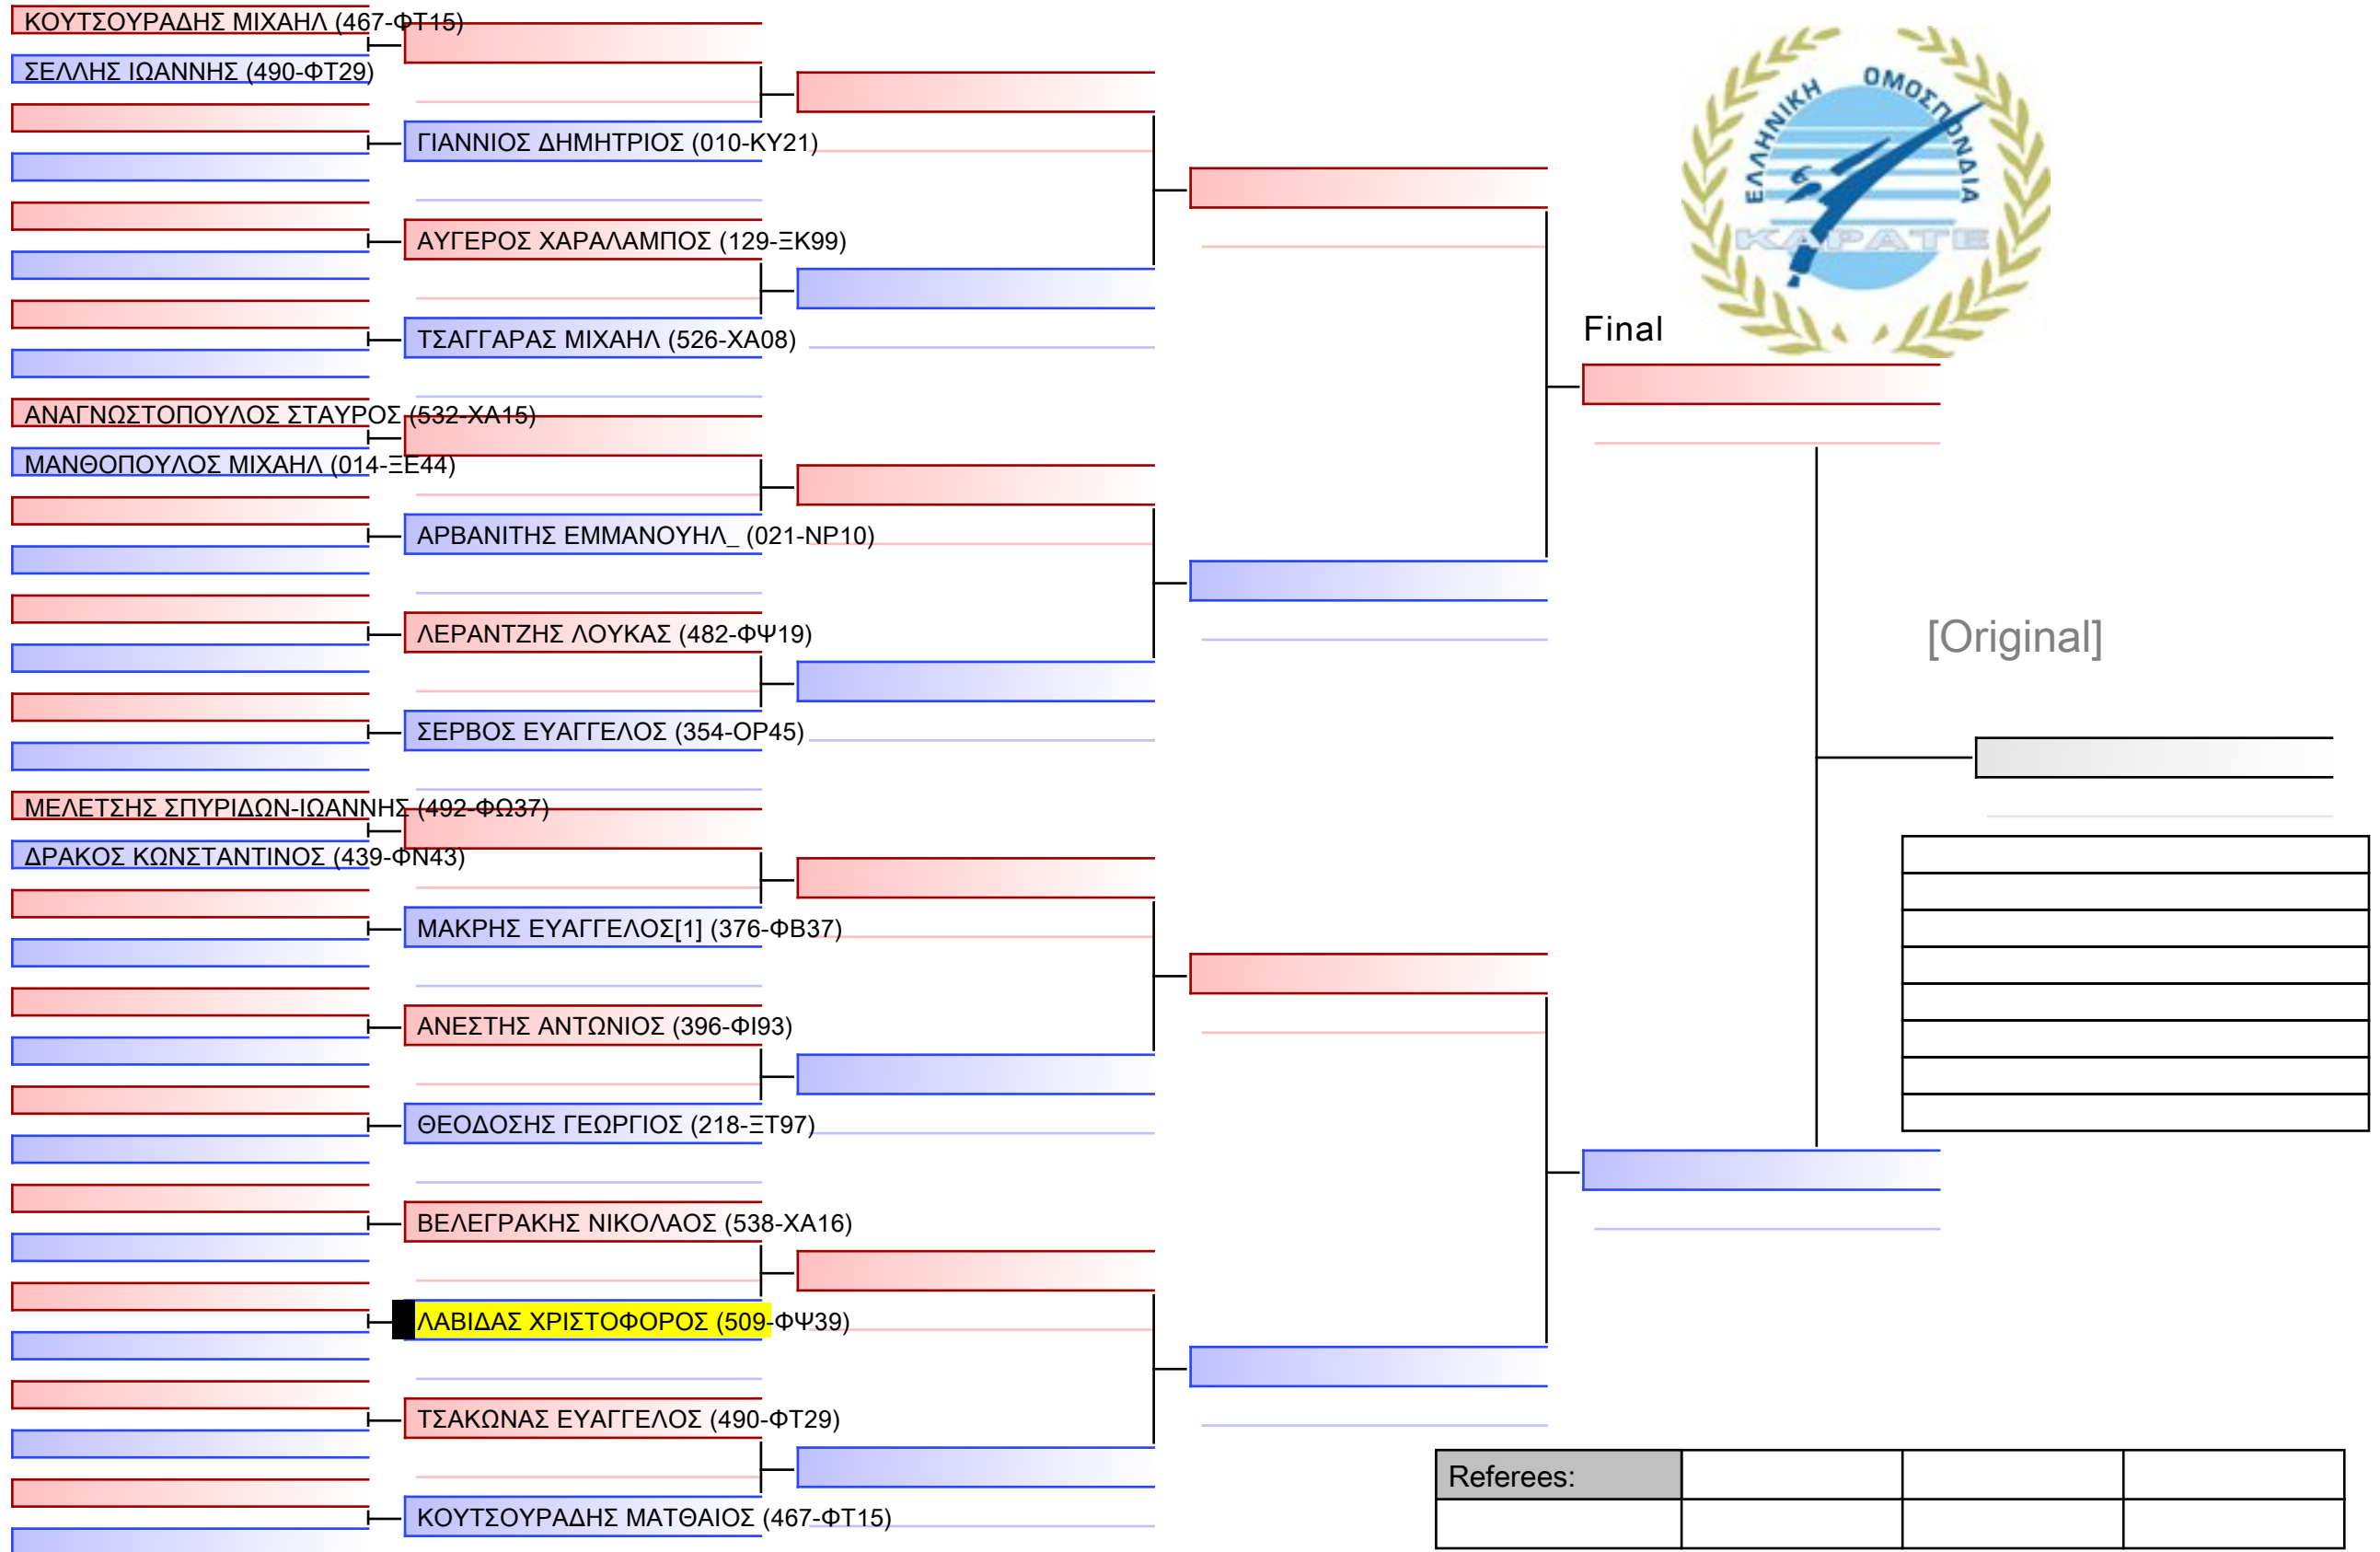 ΚΟΥΤΣΟΥΡΑΔΗΣ ΜΙΧΑΗΛ (467-ΦΤ15)
ΣΕΛΛΗΣ ΙΩΑΝΝΗΣ (490-ΦΤ29)
ΓΙΑΝΝΙΟΣ ΔΗΜΗΤΡΙΟΣ (010-ΚΥ21)
ΑΥΓΕΡΟΣ ΧΑΡΑΛΑΜΠΟΣ (129-ΞΚ99)
ΤΣΑΓΓΑΡΑΣ ΜΙΧΑΗΛ (526-ΧΑ08)
ΑΝΑΓΝΩΣΤΟΠΟΥΛΟΣ ΣΤΑΥΡΟΣ (532-ΧΑ15)
ΜΑΝΘΟΠΟΥΛΟΣ ΜΙΧΑΗΛ (014-ΞΕ44)
ΑΡΒΑΝΙΤΗΣ ΕΜΜΑΝΟΥΗΛ_ (021-ΝΡ10)
ΛΕΡΑΝΤΖΗΣ ΛΟΥΚΑΣ (482-ΦΨ19)
ΣΕΡΒΟΣ ΕΥΑΓΓΕΛΟΣ (354-ΟΡ45)
ΜΕΛΕΤΣΗΣ ΣΠΥΡΙΔΩΝ-ΙΩΑΝΝΗΣ (492-ΦΩ37)
ΔΡΑΚΟΣ ΚΩΝΣΤΑΝΤΙΝΟΣ (439-ΦΝ43)
ΜΑΚΡΗΣ ΕΥΑΓΓΕΛΟΣ[1] (376-ΦΒ37)
ΑΝΕΣΤΗΣ ΑΝΤΩΝΙΟΣ (396-ΦΙ93)
ΘΕΟΔΟΣΗΣ ΓΕΩΡΓΙΟΣ (218-ΞΤ97)
ΒΕΛΕΓΡΑΚΗΣ ΝΙΚΟΛΑΟΣ (538-ΧΑ16)
ΛΑΒΙΔΑΣ ΧΡΙΣΤΟΦΟΡΟΣ (509-ΦΨ39)
ΤΣΑΚΩΝΑΣ ΕΥΑΓΓΕΛΟΣ (490-ΦΤ29)
ΚΟΥΤΣΟΥΡΑΔΗΣ ΜΑΤΘΑΙΟΣ (467-ΦΤ15)
ΕΛΛΗΝΙΚΗ ΟΜΟΣΠΟΝΔΙΑ
ΚΑΡΑΤΕ
Final
[Original]
Referees: